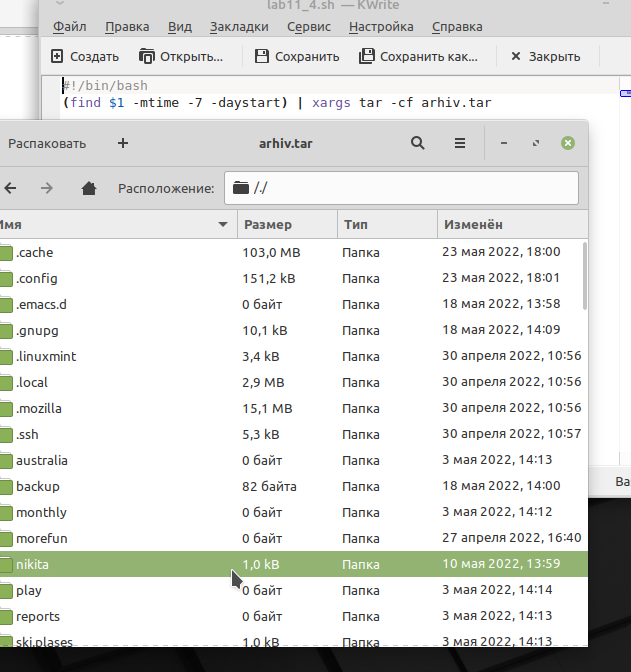 lab11_4.sh — KWrite
Файл Правка Вид Закладки Сервис Настройка Справка
Создать Открыть... Сохранить Сохранить как... Закрыть
#!/bin/bash
(find $1 -mtime -7 -daystart) | xargs tar -cf arhiv.tar
Распаковать + arhiv.tar
Расположение: /./
Имя Размер Тип Изменён
.cache 103,0 MB Папка 23 мая 2022, 18:00
.config 151,2 kB Папка 23 мая 2022, 18:01
.emacs.d 0 байт Папка 18 мая 2022, 13:58
.gnupg 10,1 kB Папка 18 мая 2022, 14:09
.linuxmint 3,4 kB Папка 30 апреля 2022, 10:56
.local 2,9 MB Папка 30 апреля 2022, 10:56
.mozilla 15,1 MB Папка 30 апреля 2022, 10:56
.ssh 5,3 kB Папка 30 апреля 2022, 10:57
australia 0 байт Папка 3 мая 2022, 14:13
backup 82 байта Папка 18 мая 2022, 14:00
monthly 0 байт Папка 3 мая 2022, 14:12
morefun 0 байт Папка 27 апреля 2022, 16:40
nikita 1,0 kB Папка 10 мая 2022, 13:59
play 0 байт Папка 3 мая 2022, 14:14
reports 0 байт Папка 3 мая 2022, 14:13
ski.plases 1,0 kB Папка 3 мая 2022, 14:13